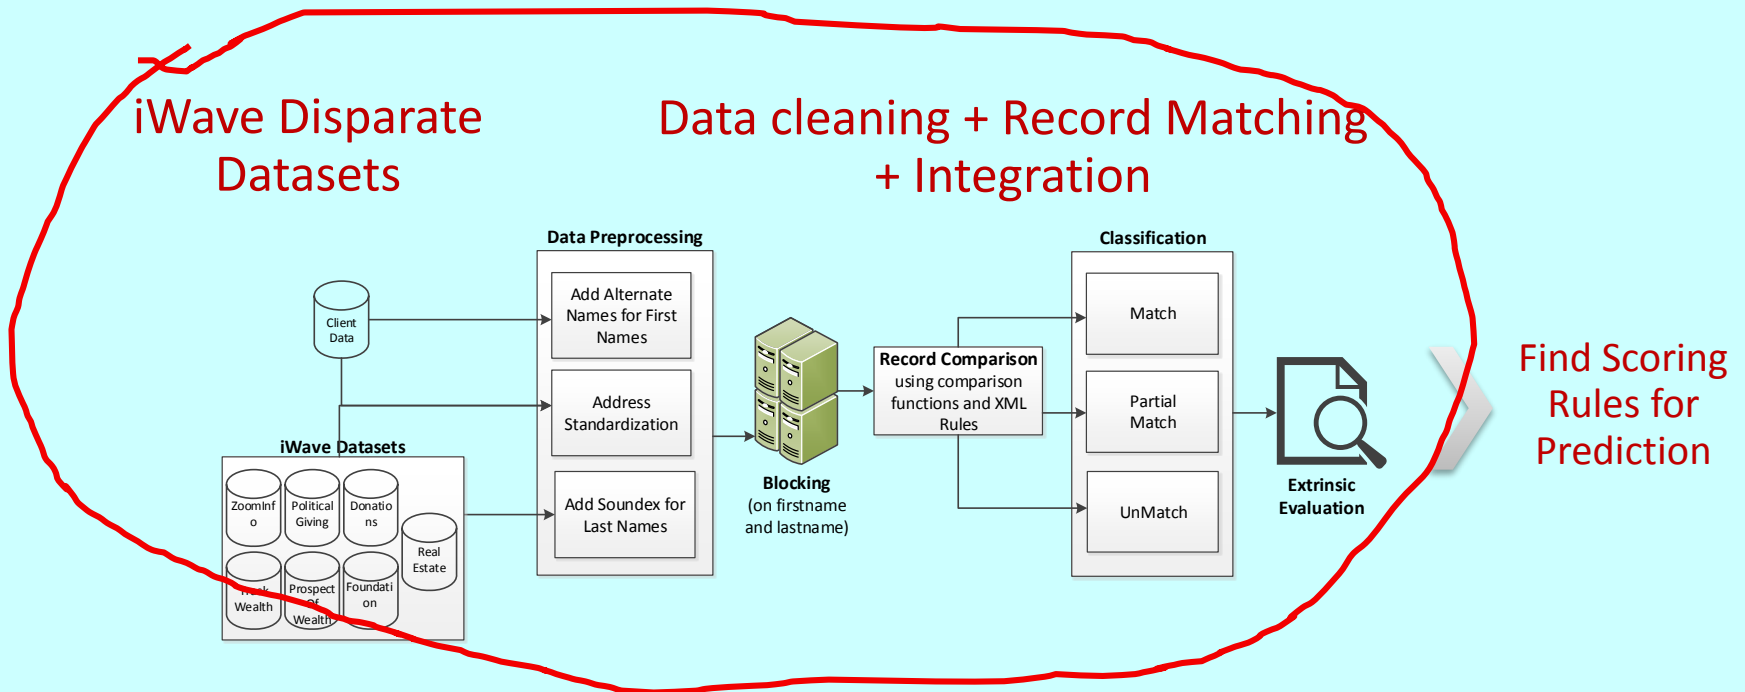 iWave Disparate
Datasets
Data cleaning + Record Matching
+ Integration
Data Preprocessing
Classification
Client
Data
Add Alternate
Names for First
Names
Address
Standardization
Add Soundex for
Last Names
iWave Datasets
ZoomInf
o
Political
Giving
Donatio
ns
Real
Estate
Wealth
Prospect
Of
Wealth
Foundati
on
Blocking
(on firstname
and lastname)
Record Comparison
using comparison
functions and XML
Rules
Match
Partial
Match
UnMatch
Extrinsic
Evaluation
Find Scoring
Rules for
Prediction